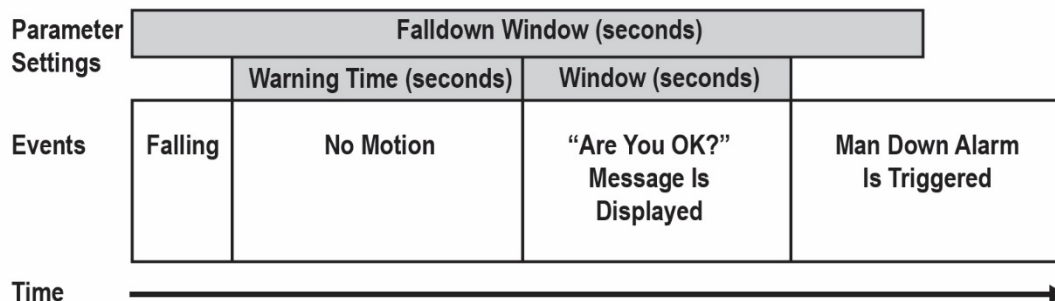 Parameter Settings
Falldown Window (seconds)
Warning Time (seconds)
Window (seconds)
Events
Falling
No Motion
“Are You OK?”
Message Is
Displayed
Man Down Alarm
Is Triggered
Time